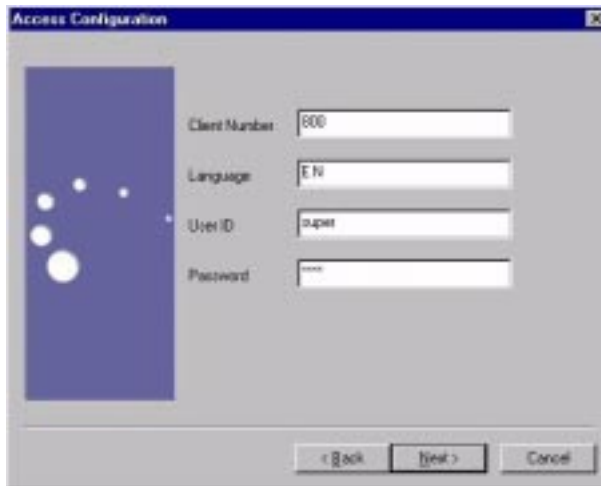 Access Configuration
Client Number 800
Language EN
User ID super
Password ****
< Back Next > Cancel